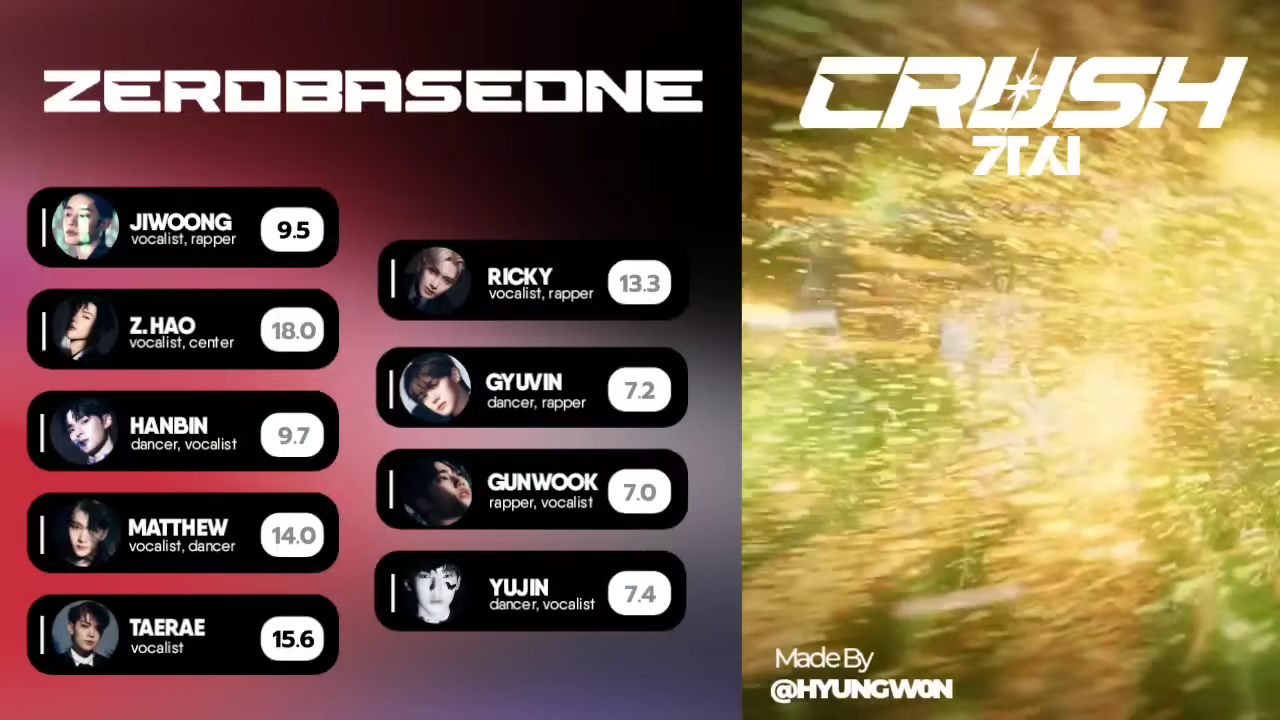 ZEROBASEONE
JIWOONG
vocalist, rapper
9.5
Z.HAO
vocalist, center
18.0
HANBIN
dancer, vocalist
9.7
MATTHEW
vocalist, dancer
14.0
TAERAE
vocalist
15.6
RICKY
vocalist, rapper
13.3
GYUVIN
dancer, rapper
7.2
GUNWOOK
rapper, vocalist
7.0
YUJIN
dancer, vocalist
7.4
CRUSH
가시
Made By
@HYUNGW0N